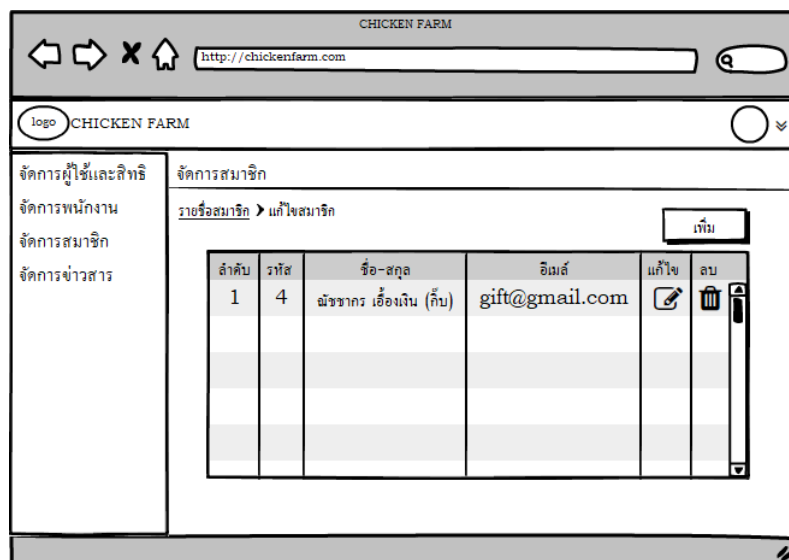 CHICKEN FARM
http://chickenfarm.com
logo CHICKEN FARM
จัดการผู้ใช้และสิทธิ
จัดการพนักงาน
จัดการสมาชิก
จัดการข่าวสาร
จัดการสมาชิก
รายชื่อสมาชิก > แก้ไขสมาชิก
เพิ่ม
ลำดับ รหัส ชื่อ-สกุล อีเมล์ แก้ไข ลบ
1 4 ณัชชากร เอื้องเงิน (กิ๊บ) gift@gmail.com